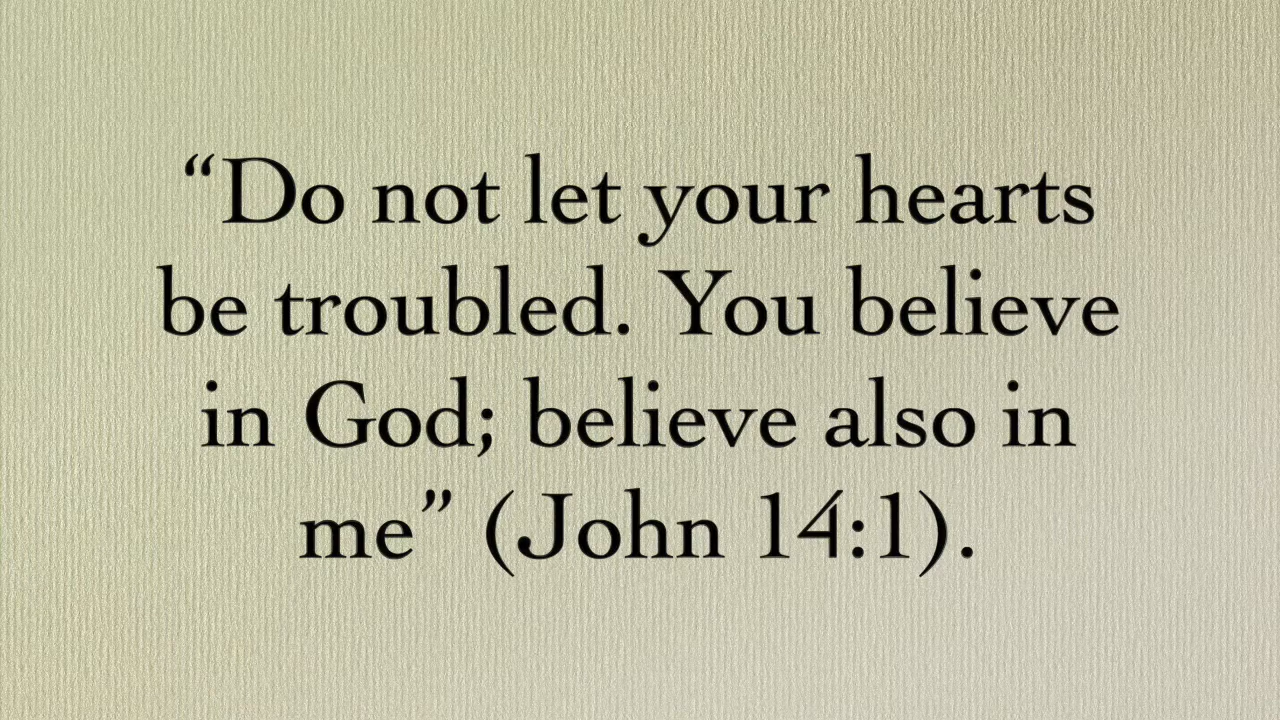 “Do not let your hearts
be troubled. You believe
in God; believe also in
me” (John 14:1).